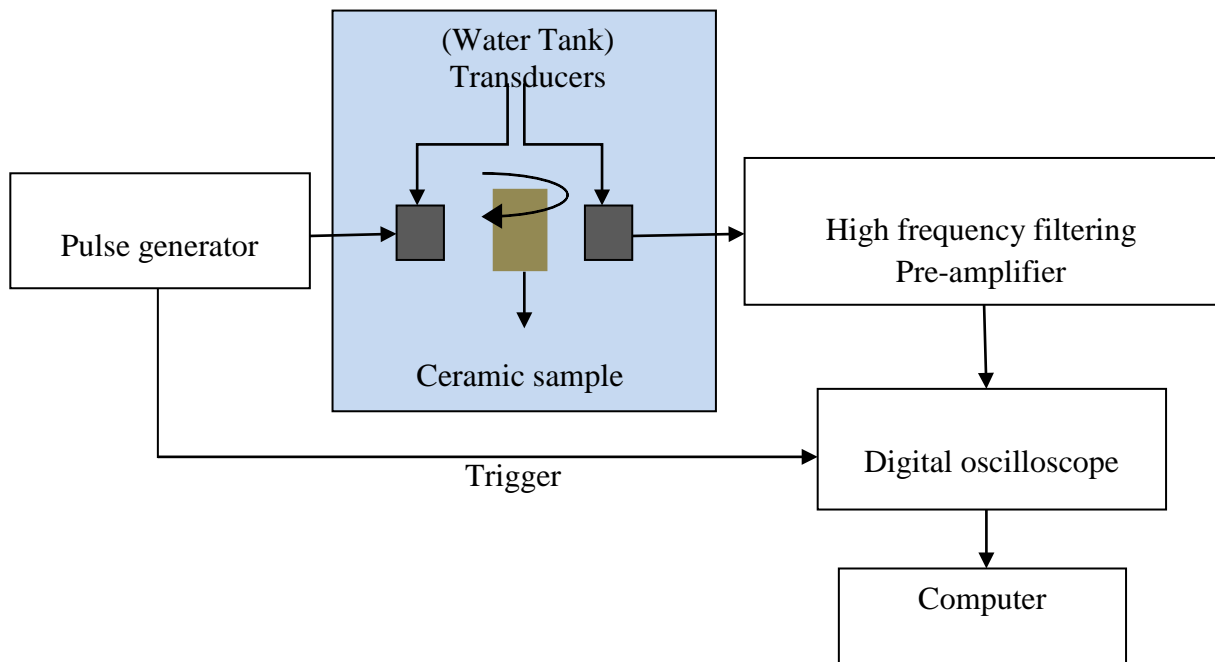 (Water Tank)
Transducers
Pulse generator
High frequency filtering
Pre-amplifier
Ceramic sample
Digital oscilloscope
Trigger
Computer